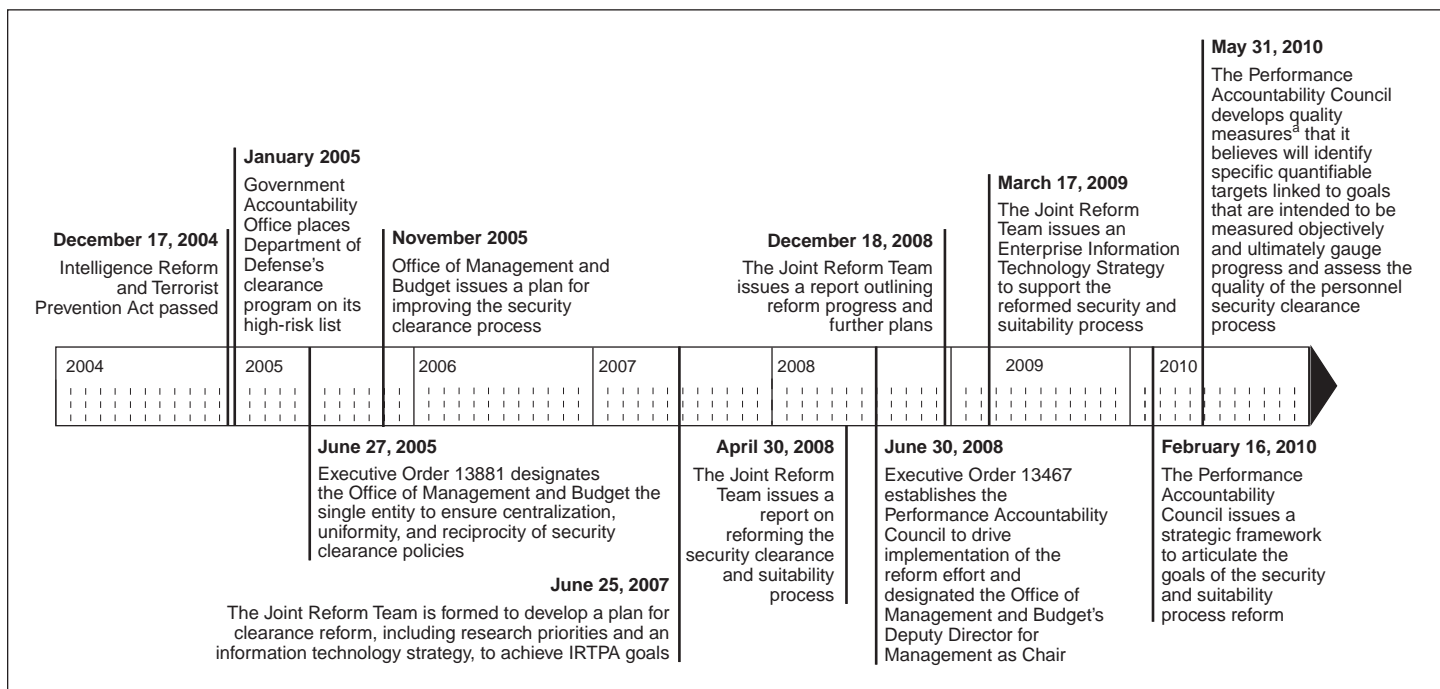 December 17, 2004
Intelligence Reform
and Terrorist
Prevention Act passed
January 2005
Government
Accountability
Office places
Department of
Defense's
clearance
program on its
high-risk list
November 2005
Office of Management and
Budget issues a plan for
improving the security
clearance process
December 18, 2008
The Joint Reform Team
issues a report outlining
reform progress and
further plans
March 17, 2009
The Joint Reform
Team issues an
Enterprise Information
Technology Strategy
to support the
reformed security and
suitability process
May 31, 2010
The Performance
Accountability Council
develops quality
measuresa that it
believes will identify
specific quantifiable
targets linked to goals
that are intended to be
measured objectively
and ultimately gauge
progress and assess the
quality of the personnel
security clearance
process
2004
2005
2006
2007
2008
2009
2010
June 27, 2005
Executive Order 13881 designates
the Office of Management and Budget the
single entity to ensure centralization,
uniformity, and reciprocity of security
clearance policies
June 25, 2007
The Joint Reform Team is formed to develop a plan for
clearance reform, including research priorities and an
information technology strategy, to achieve IRTPA goals
April 30, 2008
The Joint Reform
Team issues a
report on
reforming the
security clearance
and suitability
process
June 30, 2008
Executive Order 13467
establishes the
Performance Accountability
Council to drive
implementation of the
reform effort and
designated the Office of
Management and Budget's
Deputy Director for
Management as Chair
February 16, 2010
The Performance
Accountability
Council issues a
strategic framework
to articulate the
goals of the security
and suitability
process reform